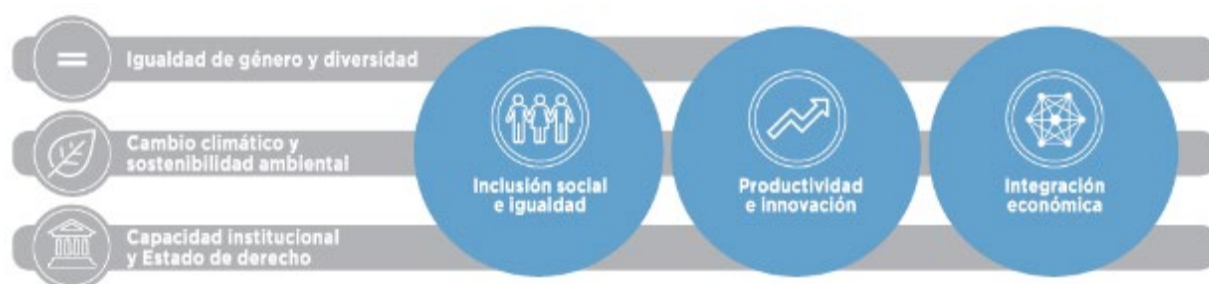 Igualdad de género y diversidad
Cambio climático y
sostenibilidad ambiental
Capacidad institucional
y Estado de derecho
Inclusión social
e igualdad
Productividad
e innovación
Integración
económica